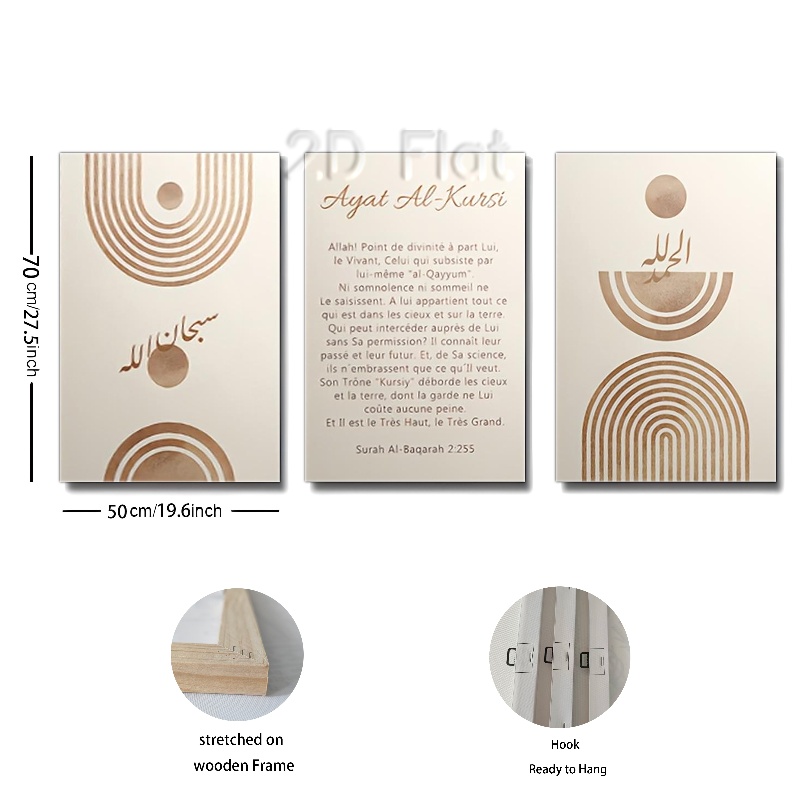 2.D Flat.
Ayat Al-Kursi
Allah! Point de divinité à part Lui,
le Vivant, Celui qui subsiste par
lui-même "al-Qayyum".
Ni somnolence ni sommeil ne
Le saisissent. A lui appartient tout ce
qui est dans les cieux et sur la terre.
Qui peut intercéder auprès de Lui
sans Sa permission? Il connaît leur
passé et leur futur. Et, de Sa science,
ils n'embrassent que ce qu'Il veut.
Son Trône "Kursiy" déborde les cieux
et la terre, dont la garde ne Lui
coûte aucune peine.
Et Il est le Très Haut, le Très Grand.
Surah Al-Baqarah 2:255
سبحان الله
الحمد لله
70 cm/27.5inch
50cm/19.6inch
stretched on
wooden Frame
Hook
Ready to Hang